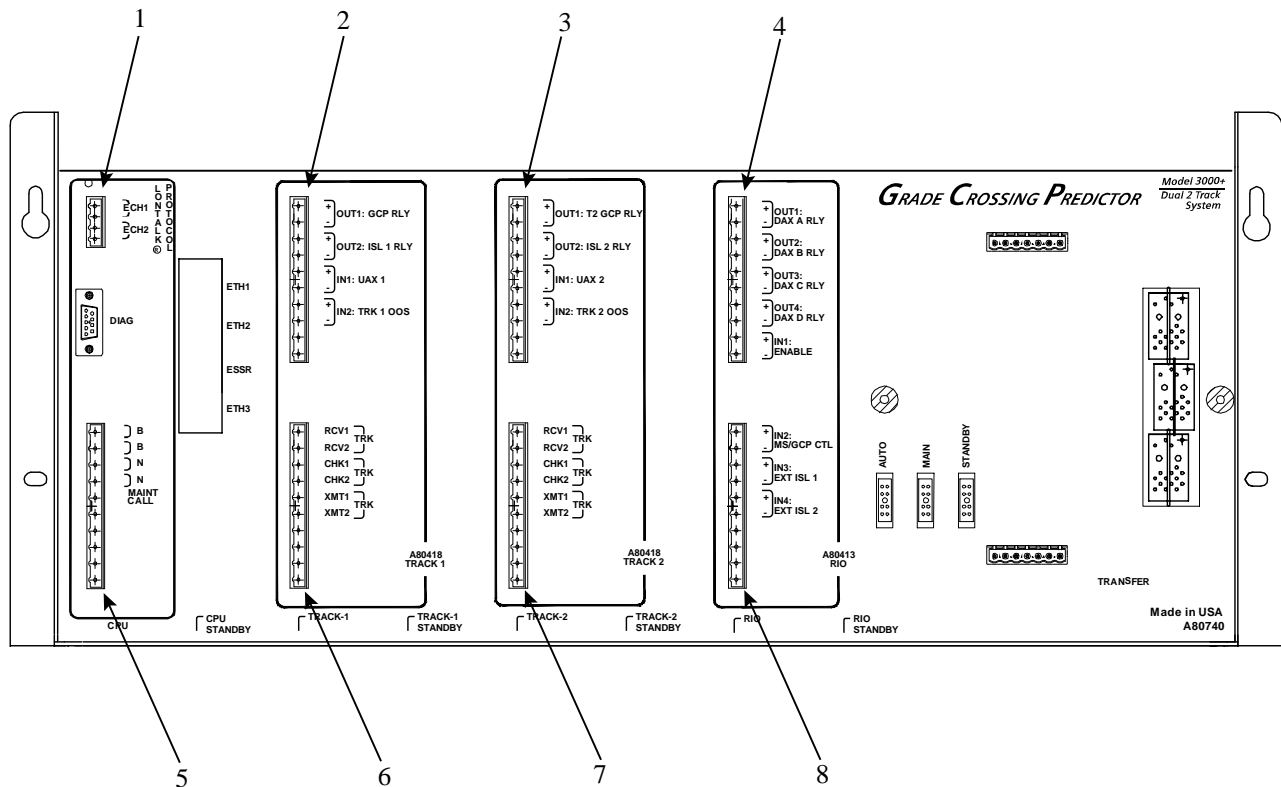 1
2
3
4
ECH1
ECH2
LONTALK®
PROTOCOL
DIAG
ETH1
ETH2
ESSR
ETH3
B
B
N
N
MAINT
CALL
CPU
CPU
STANDBY
+
OUT1: GCP RLY
-
+
OUT2: ISL 1 RLY
-
+
IN1: UAX 1
-
+
IN2: TRK 1 OOS
-
RCV1
TRK
RCV2
CHK1
TRK
CHK2
XMT1
TRK
XMT2
A80418
TRACK 1
TRACK-1
TRACK-1
STANDBY
+
OUT1: T2 GCP RLY
-
+
OUT2: ISL 2 RLY
-
+
IN1: UAX 2
-
+
IN2: TRK 2 OOS
-
RCV1
TRK
RCV2
CHK1
TRK
CHK2
XMT1
TRK
XMT2
A80418
TRACK 2
TRACK-2
TRACK-2
STANDBY
+
OUT1:
- DAX A RLY
+
OUT2:
- DAX B RLY
+
OUT3:
- DAX C RLY
+
OUT4:
- DAX D RLY
+
IN1:
- ENABLE
+
IN2:
- MS/GCP CTL
+
IN3:
- EXT ISL 1
+
IN4:
- EXT ISL 2
A80413
RIO
RIO
RIO
STANDBY
GRADE CROSSING PREDICTOR
Model 3000+
Dual 2 Track
System
AUTO
MAIN
STANDBY
TRANSFER
Made in USA
A80740
5
6
7
8